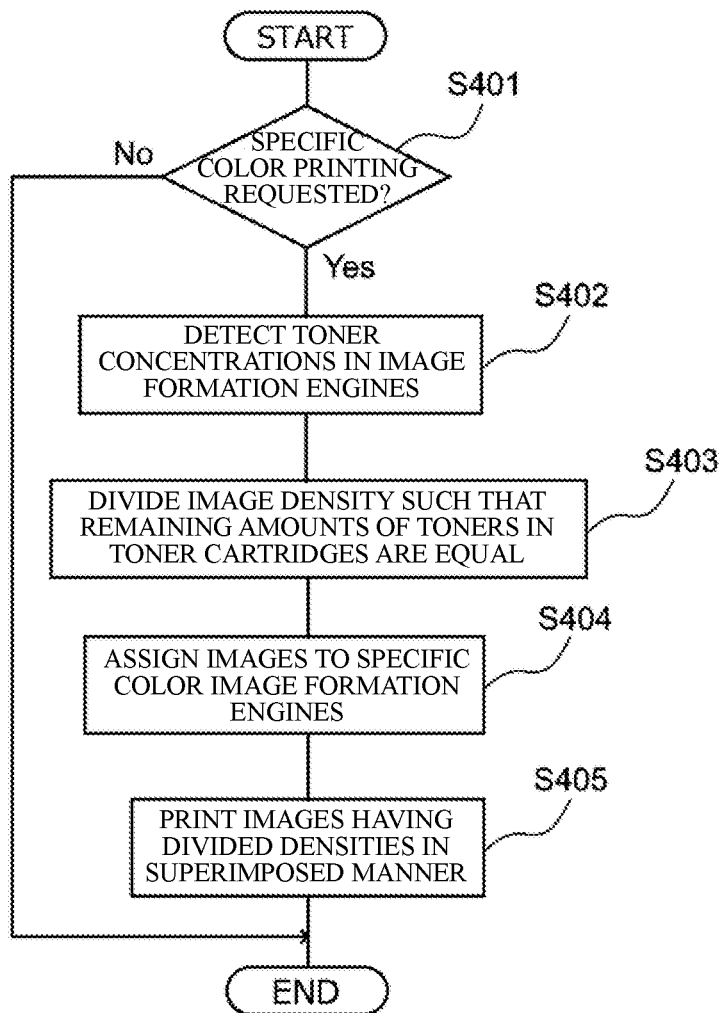 START
S401
SPECIFIC
COLOR PRINTING
REQUESTED?
No
Yes
S402
DETECT TONER
CONCENTRATIONS IN IMAGE
FORMATION ENGINES
S403
DIVIDE IMAGE DENSITY SUCH THAT
REMAINING AMOUNTS OF TONERS IN
TONER CARTRIDGES ARE EQUAL
S404
ASSIGN IMAGES TO SPECIFIC
COLOR IMAGE FORMATION
ENGINES
S405
PRINT IMAGES HAVING
DIVIDED DENSITIES IN
SUPERIMPOSED MANNER
END